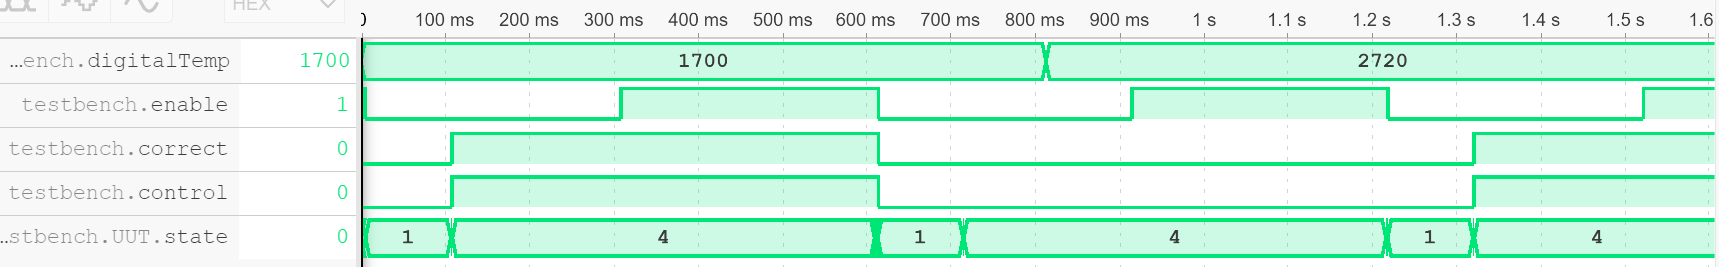 HEX
0 100 ms 200 ms 300 ms 400 ms 500 ms 600 ms 700 ms 800 ms 900 ms 1 s 1.1 s 1.2 s 1.3 s 1.4 s 1.5 s 1.6
…ench.digitalTemp 1700 1700 2720
testbench.enable 1
testbench.correct 0
testbench.control 0
…stbench.UUT.state 0 1 4 1 4 1 4